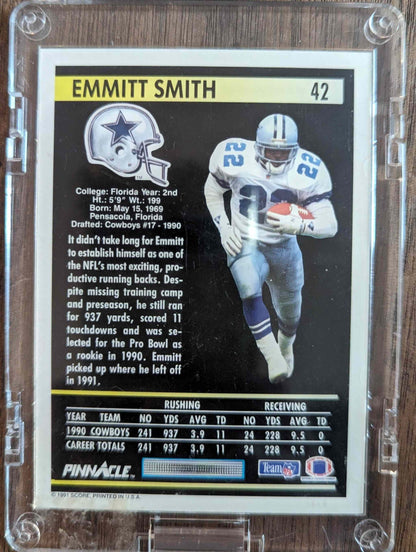 EMMITT SMITH 42
College: Florida Year: 2nd
Ht.: 5'9" Wt.: 199
Born: May 15, 1969
Pensacola, Florida
Drafted: Cowboys #17 - 1990
It didn't take long for Emmitt
to establish himself as one of
the NFL's most exciting, pro-
ductive running backs. Des-
pite missing training camp
and preseason, he still ran
for 937 yards, scored 11
touchdowns and was se-
lected for the Pro Bowl as
a rookie in 1990. Emmitt
picked up where he left off
in 1991.
22
22
22
RUSHING RECEIVING
YEAR TEAM NO YDS AVG TD NO YDS AVG TD
1990 COWBOYS 241 937 3.9 11 24 228 9.5 0
CAREER TOTALS 241 937 3.9 11 24 228 9.5 0
PINNACLE
Team NFL
© 1991 SCORE, PRINTED IN U.S.A.